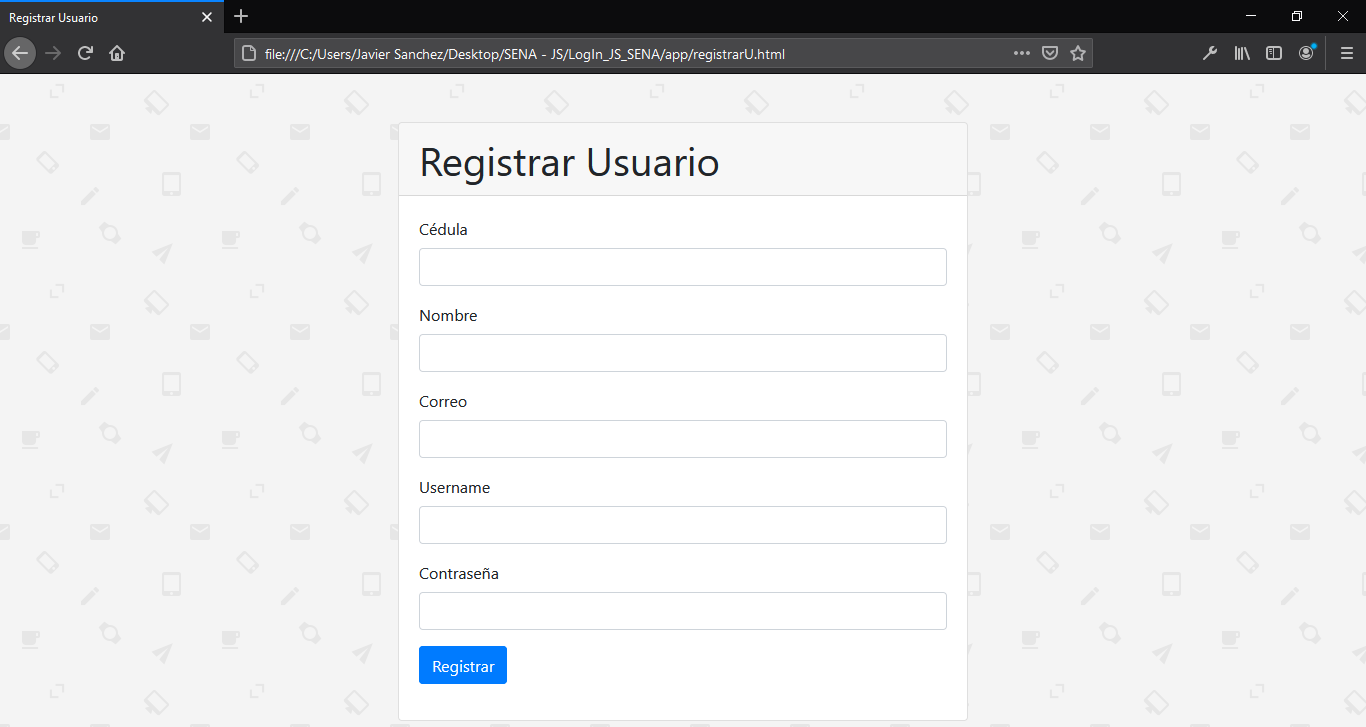 Registrar Usuario
file:///C:/Users/Javier Sanchez/Desktop/SENA - JS/LogIn_JS_SENA/app/registrarU.html
Registrar Usuario
Cédula
Nombre
Correo
Username
Contraseña
Registrar